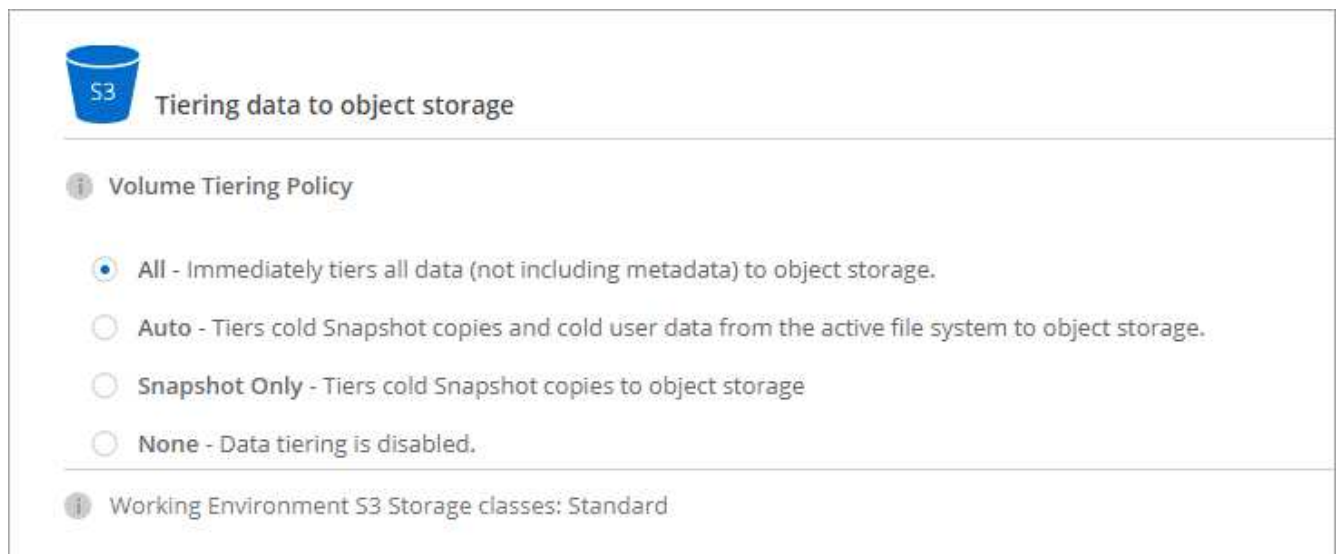 S3
Tiering data to object storage
Volume Tiering Policy
All - Immediately tiers all data (not including metadata) to object storage.
Auto - Tiers cold Snapshot copies and cold user data from the active file system to object storage.
Snapshot Only - Tiers cold Snapshot copies to object storage
None - Data tiering is disabled.
Working Environment S3 Storage classes: Standard